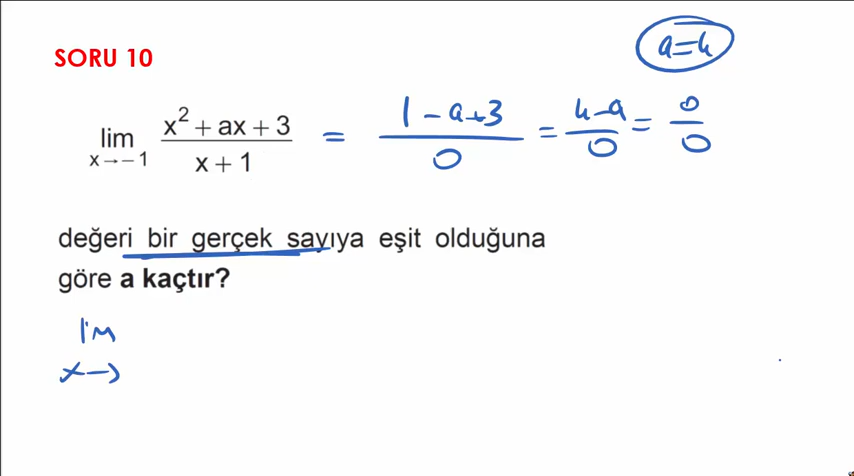 a=4
SORU 10
lim x→−1 x² + ax + 3 / x + 1 = 1 − a + 3 / 0 = 4 − a / 0 = 0 / 0
değeri bir gerçek sayıya eşit olduğuna
göre a kaçtır?
lim
x→